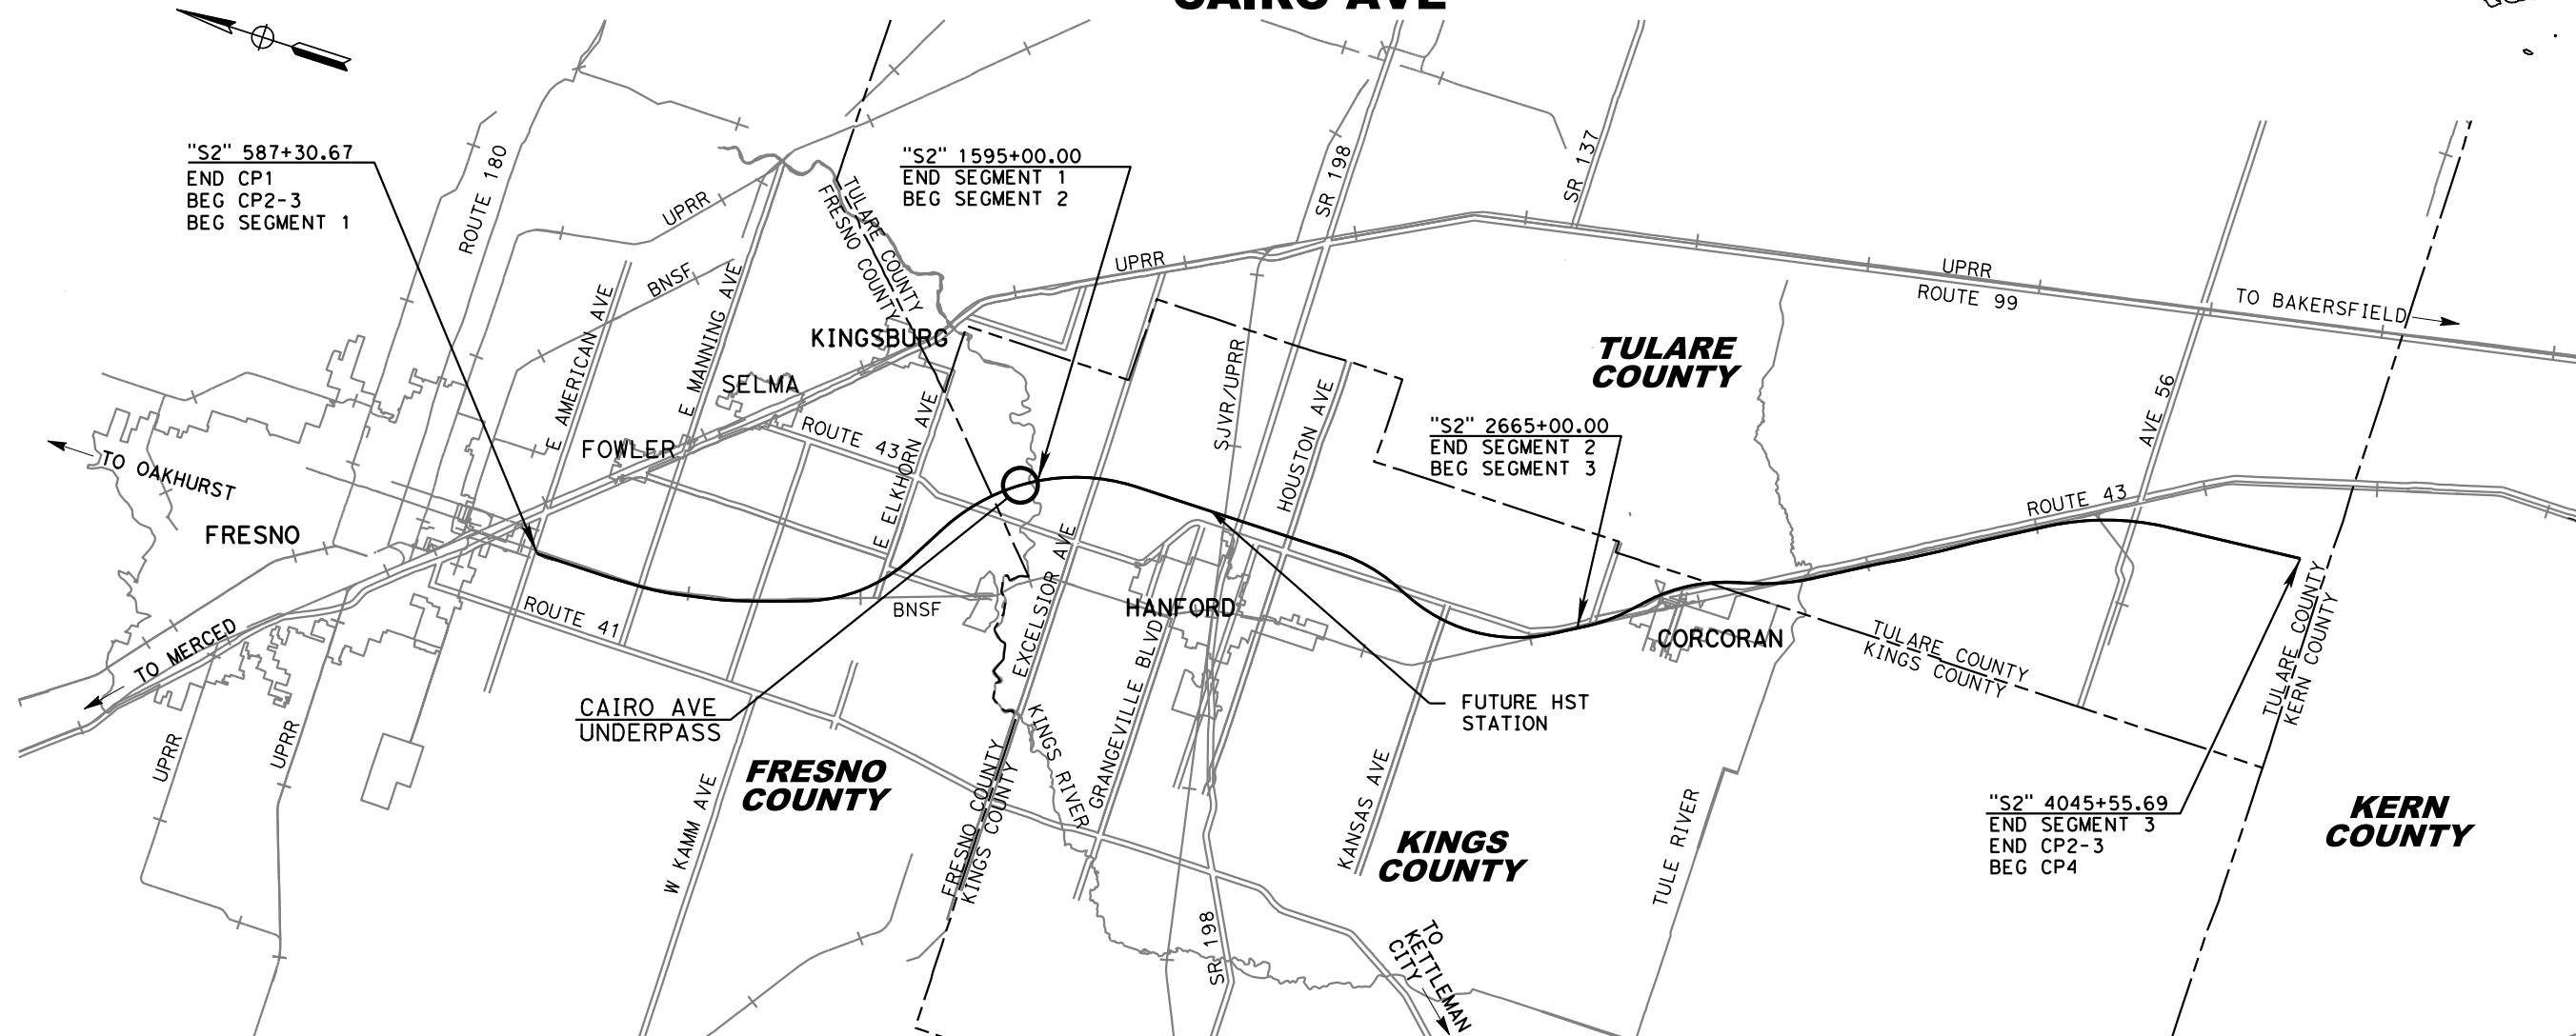 CAIRO AVE
"S2" 587+30.67
END CP1
BEG CP2-3
BEG SEGMENT 1
ROUTE 180
UPRR
BNSF
E AMERICAN AVE
E MANNING AVE
TULARE COUNTY
FRESNO COUNTY
"S2" 1595+00.00
END SEGMENT 1
BEG SEGMENT 2
SR 198
SR 137
UPRR
UPRR
ROUTE 99
TO BAKERSFIELD
KINGSBURG
SELMA
FOWLER
ROUTE 43
E ELKHORN AVE
SJVR/UPRR
HOUSTON AVE
TULARE
COUNTY
"S2" 2665+00.00
END SEGMENT 2
BEG SEGMENT 3
AVE 56
ROUTE 43
TO OAKHURST
FRESNO
TO MERCED
ROUTE 41
BNSF
EXCELSIOR AVE
HANFORD
GRANGEVILLE BLVD
CORCORAN
TULARE COUNTY
KINGS COUNTY
TULARE COUNTY
KERN COUNTY
CAIRO AVE
UNDERPASS
FUTURE HST
STATION
UPRR
UPRR
W KAMM AVE
FRESNO
COUNTY
FRESNO COUNTY
KINGS COUNTY
KINGS RIVER
KANSAS AVE
KINGS
COUNTY
TULE RIVER
"S2" 4045+55.69
END SEGMENT 3
END CP2-3
BEG CP4
KERN
COUNTY
SR 198
TO
KETTLEMAN
CITY